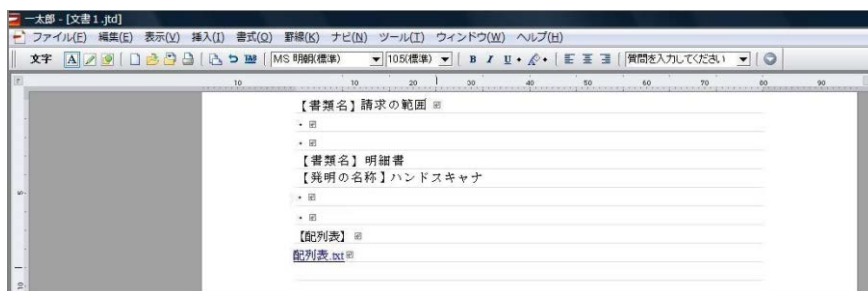 一太郎 - [文書1.jtd]
ファイル(F) 編集(E) 表示(V) 挿入(I) 書式(O) 罫線(K) ナビ(N) ツール(T) ウィンドウ(W) ヘルプ(H)
文字 A MS 明朝(標準) 10.5(標準) B I U 質問を入力してください
10 10 20 30 40 50 60 70 80 90
【書類名】請求の範囲
・
・
【書類名】明細書
【発明の名称】ハンドスキャナ
・
・
【配列表】
配列表.txt